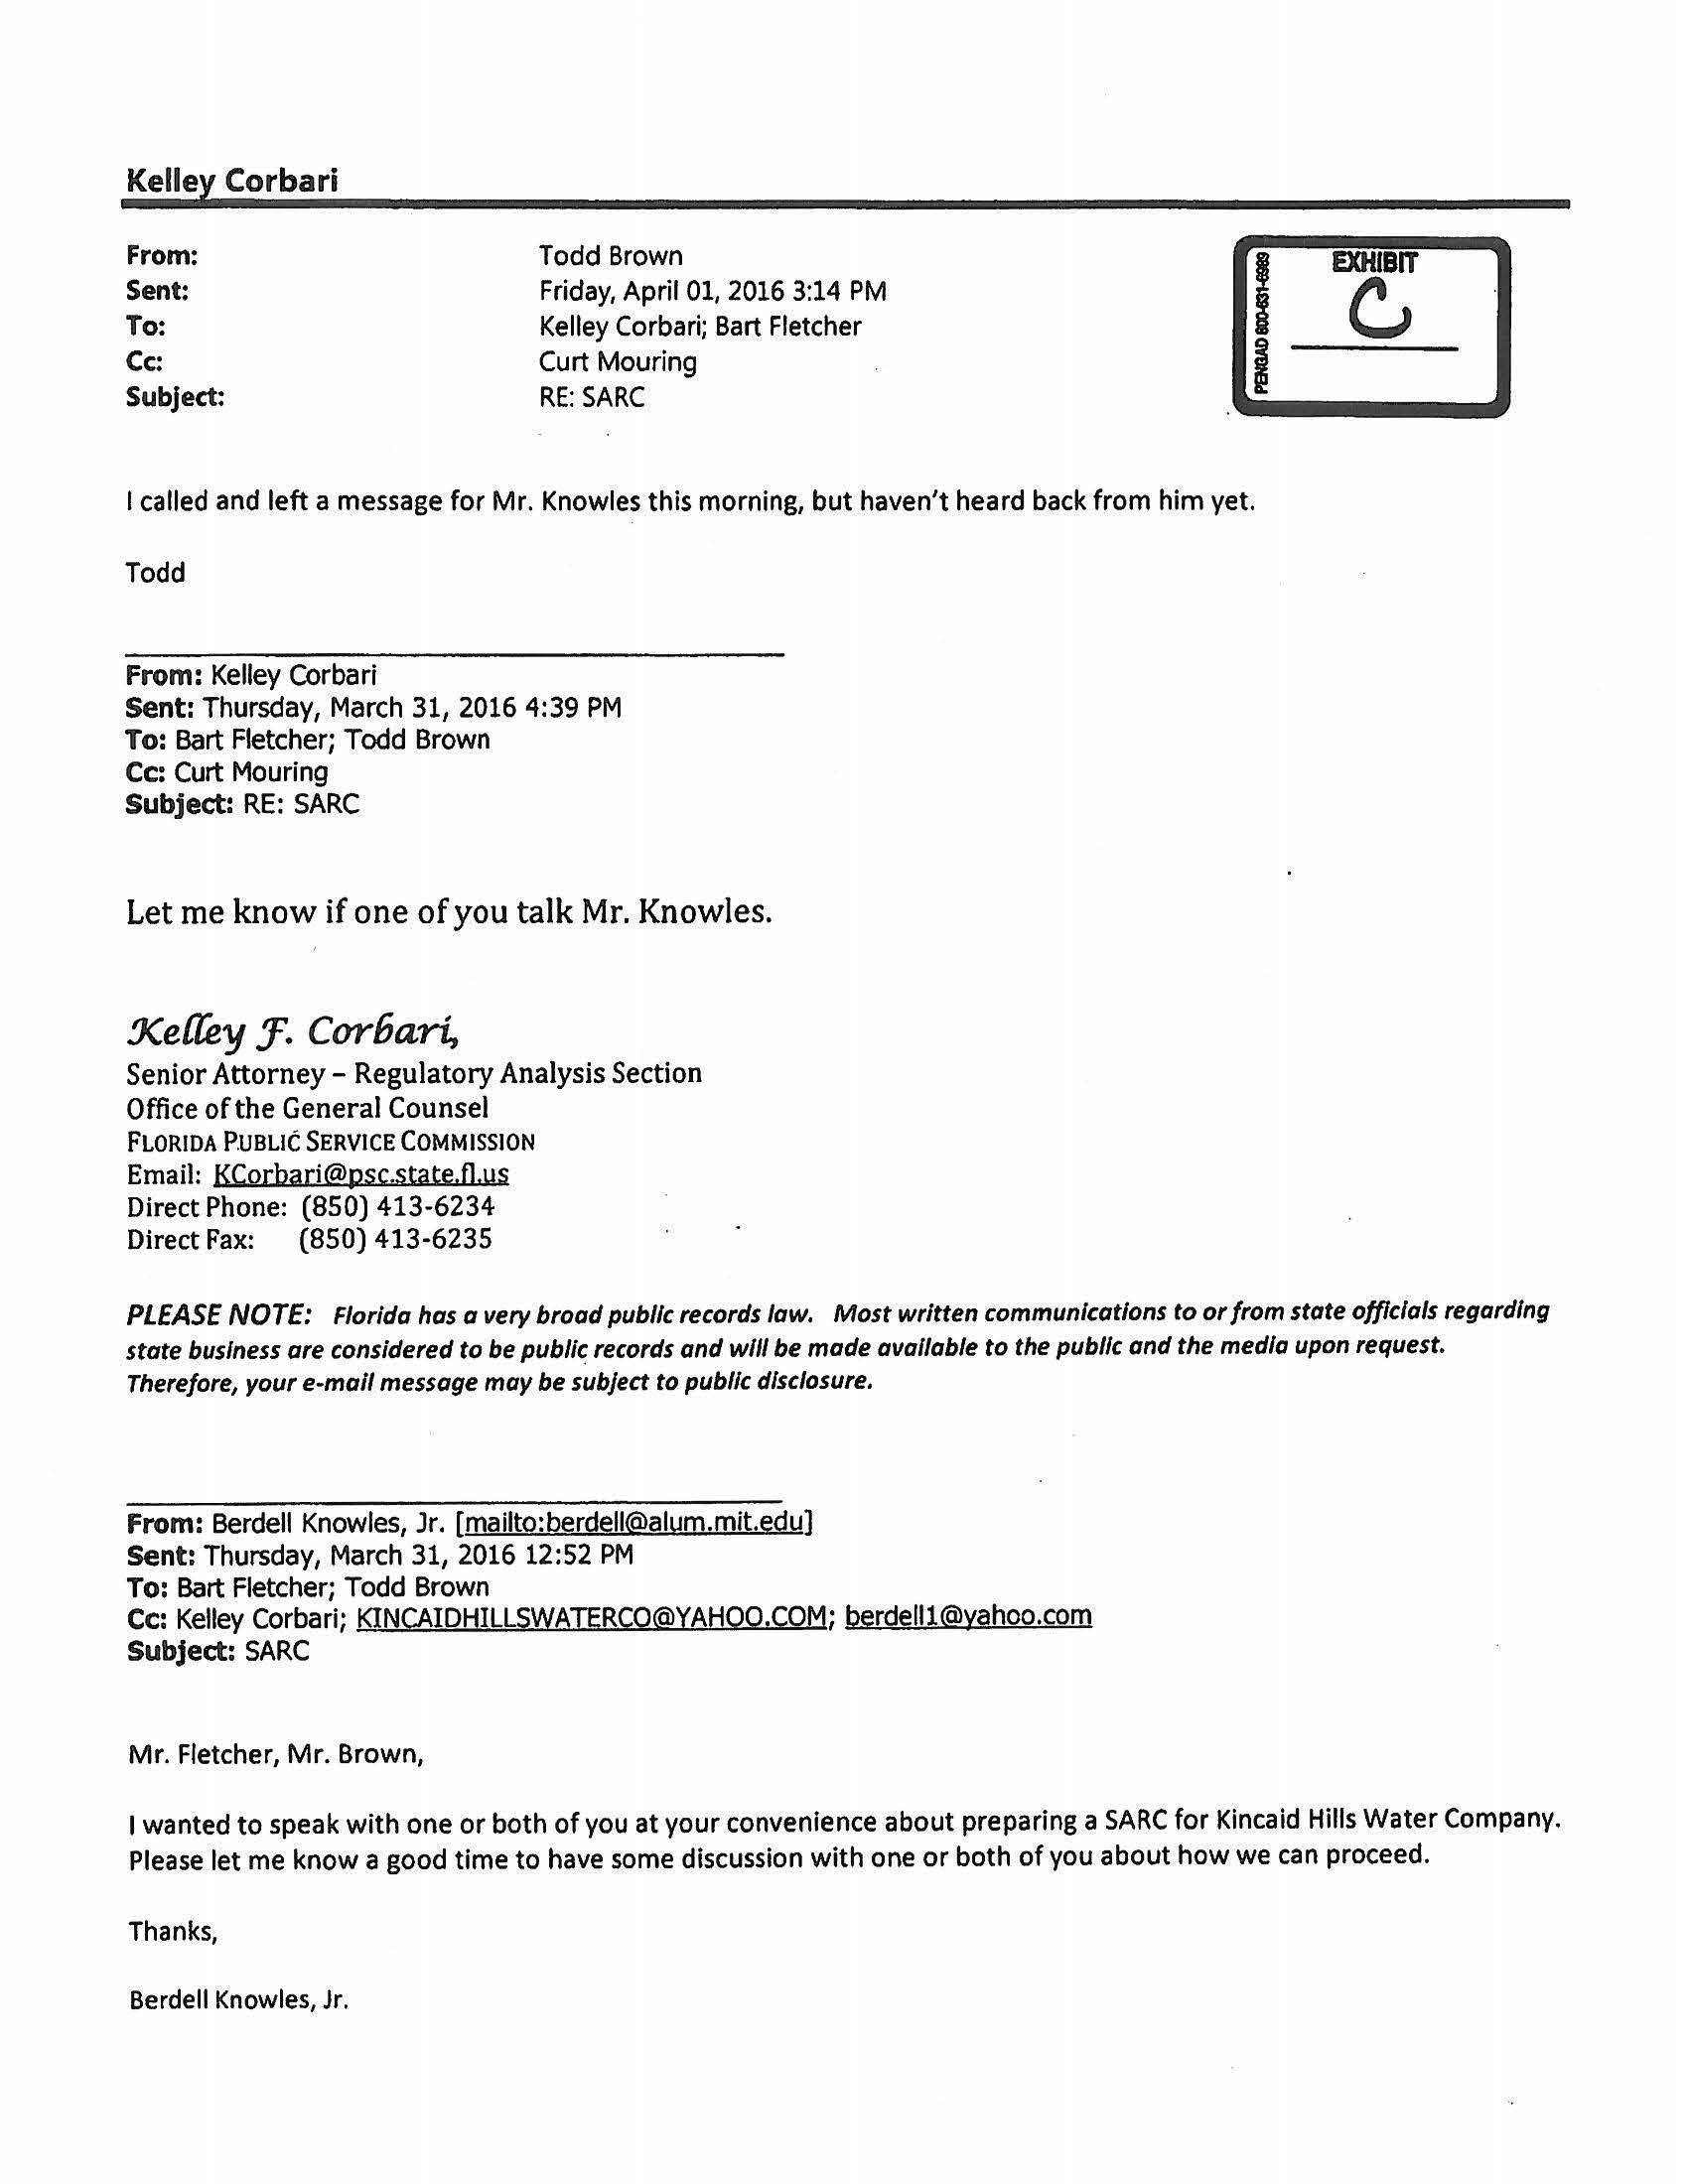 Kelley Corbari
From: Todd Brown
Sent: Friday, April 01, 2016 3:14 PM
To: Kelley Corbari; Bart Fletcher
Cc: Curt Mouring
Subject: RE: SARC
PENGAD 800-631-6989
EXHIBIT
C
I called and left a message for Mr. Knowles this morning, but haven't heard back from him yet.
Todd
From: Kelley Corbari
Sent: Thursday, March 31, 2016 4:39 PM
To: Bart Fletcher; Todd Brown
Cc: Curt Mouring
Subject: RE: SARC
Let me know if one of you talk Mr. Knowles.
Kelley F. Corbari,
Senior Attorney – Regulatory Analysis Section
Office of the General Counsel
FLORIDA PUBLIC SERVICE COMMISSION
Email: KCorbari@psc.state.fl.us
Direct Phone: (850) 413-6234
Direct Fax: (850) 413-6235
PLEASE NOTE: Florida has a very broad public records law. Most written communications to or from state officials regarding
state business are considered to be public records and will be made available to the public and the media upon request.
Therefore, your e-mail message may be subject to public disclosure.
From: Berdell Knowles, Jr. [mailto:berdell@alum.mit.edu]
Sent: Thursday, March 31, 2016 12:52 PM
To: Bart Fletcher; Todd Brown
Cc: Kelley Corbari; KINCAIDHILLSWATERCO@YAHOO.COM; berdell1@yahoo.com
Subject: SARC
Mr. Fletcher, Mr. Brown,
I wanted to speak with one or both of you at your convenience about preparing a SARC for Kincaid Hills Water Company.
Please let me know a good time to have some discussion with one or both of you about how we can proceed.
Thanks,
Berdell Knowles, Jr.